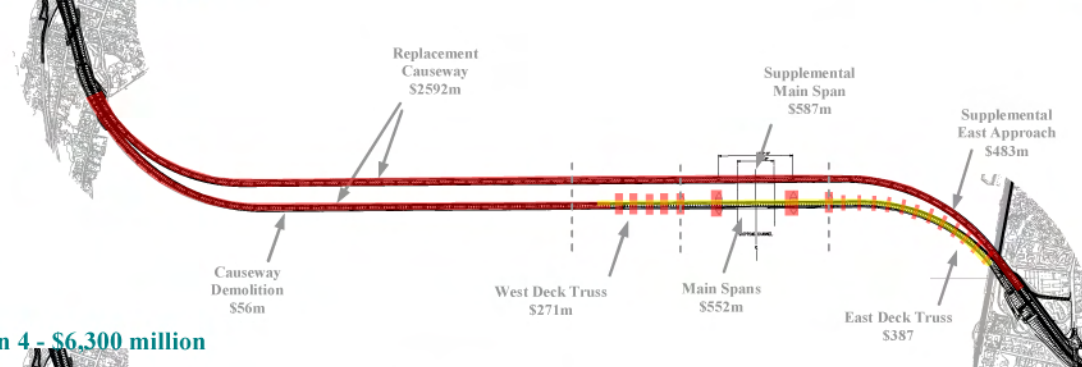 Replacement
Causeway
$2592m
Supplemental
Main Span
$587m
Supplemental
East Approach
$483m
Causeway
Demolition
$56m
West Deck Truss
$271m
Main Spans
$552m
East Deck Truss
$387
n 4 - $6,300 million